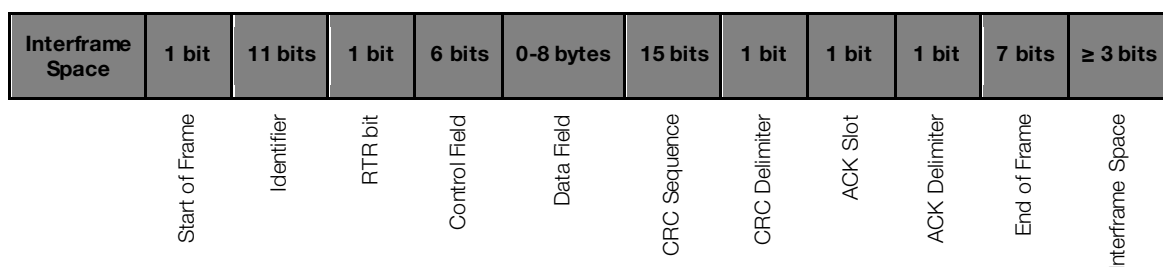 Interframe
Space
1 bit
11 bits
1 bit
6 bits
0-8 bytes
15 bits
1 bit
1 bit
1 bit
7 bits
≥ 3 bits
Start of Frame
Identifier
RTR bit
Control Field
Data Field
CRC Sequence
CRC Delimiter
ACK Slot
ACK Delimiter
End of Frame
Interframe Space